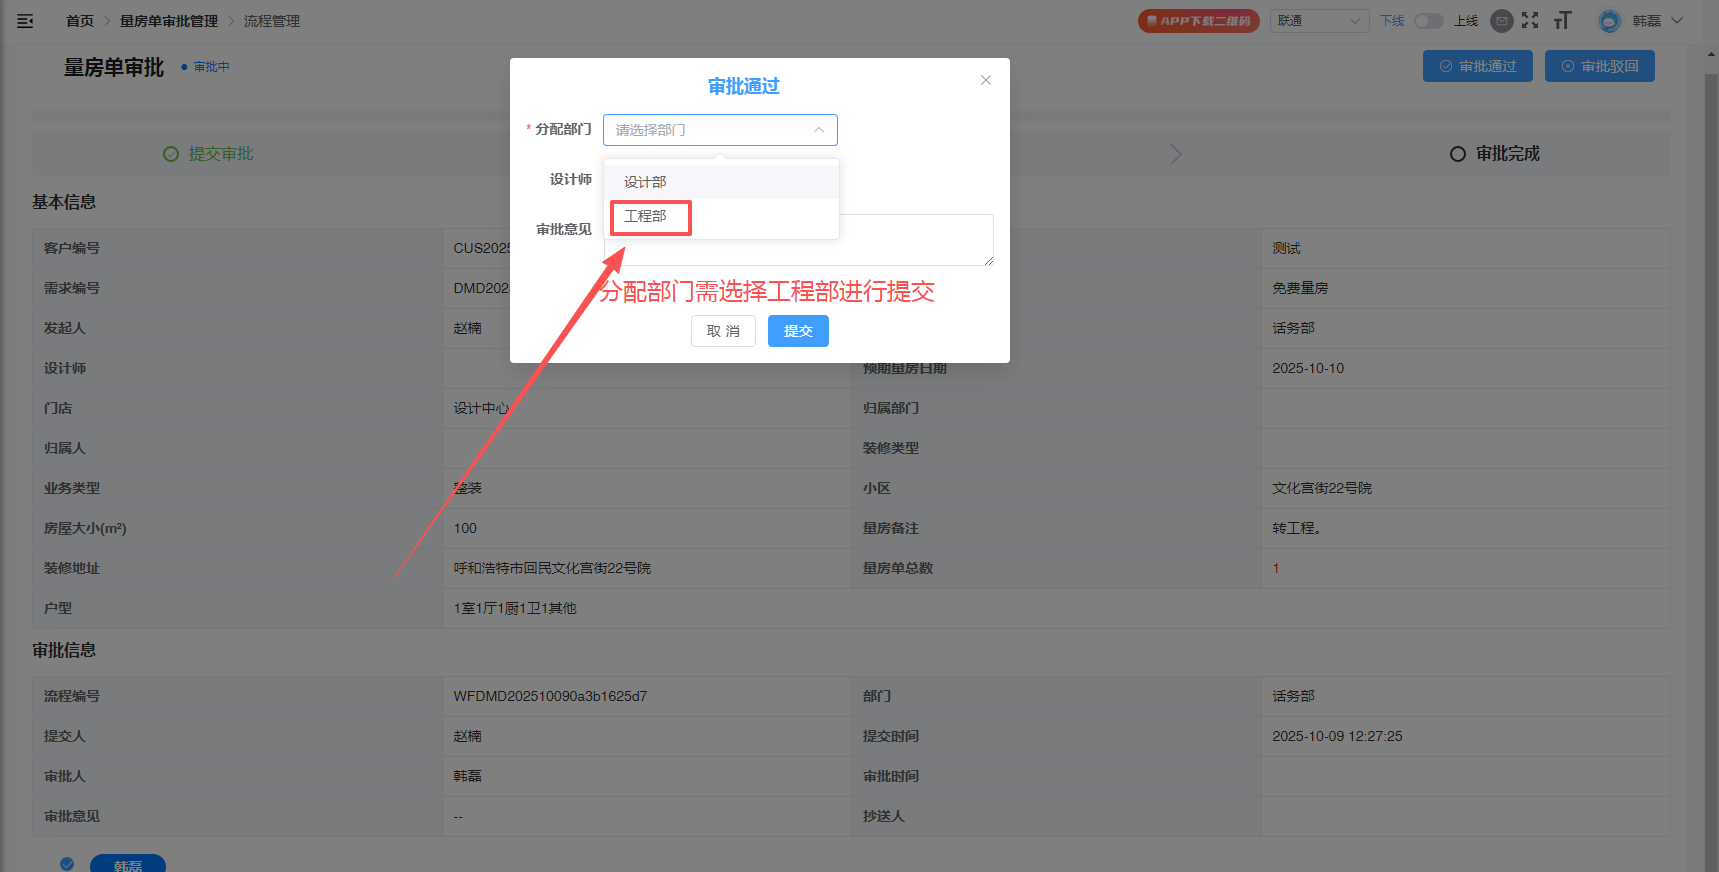 首页 > 量房单审批管理 > 流程管理
APP下载二维码 联通 下线 上线 韩磊
量房单审批 审批中
审批通过 审批驳回
审批通过
* 分配部门 请选择部门
设计部
工程部
设计师
审批意见
分配部门需选择工程部进行提交
取 消 提交
提交审批 审批完成
基本信息
客户编号 CUS2025 测试
需求编号 DMD202 免费量房
发起人 赵楠 话务部
设计师 预期量房日期 2025-10-10
门店 设计中心 归属部门
归属人 装修类型
业务类型 整装 小区 文化宫街22号院
房屋大小(m²) 100 量房备注 转工程。
装修地址 呼和浩特市回民文化宫街22号院 量房单总数 1
户型 1室1厅1厨1卫1其他
审批信息
流程编号 WFDMD202510090a3b1625d7 部门 话务部
提交人 赵楠 提交时间 2025-10-09 12:27:25
审批人 韩磊 审批时间
审批意见 -- 抄送人
韩磊